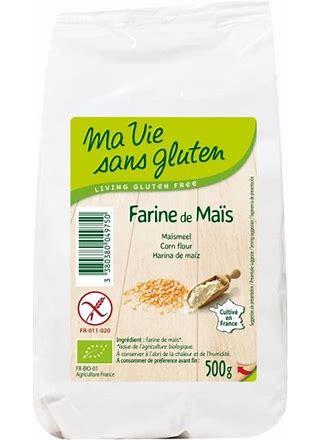 Ma Vie
sans gluten
LIVING GLUTEN FREE
Farine de Maïs
Maïsmeel
Corn flour
Harina de maíz
3 380380 049750
Cultivé
en
France
FR-011-020
Ingrédient : farine de maïs*.
*issue de l'agriculture biologique.
À conserver à l'abri de la chaleur et de l'humidité.
À consommer de préférence avant fin :
500g
FR-BIO-01
Agriculture France